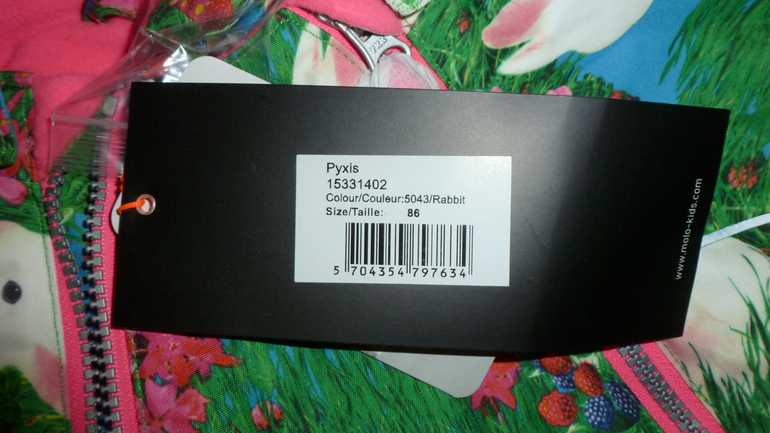 Pyxis
15331402
Colour/Couleur:5043/Rabbit
Size/Taille: 86
5 704354 797634
www.molo-kids.com